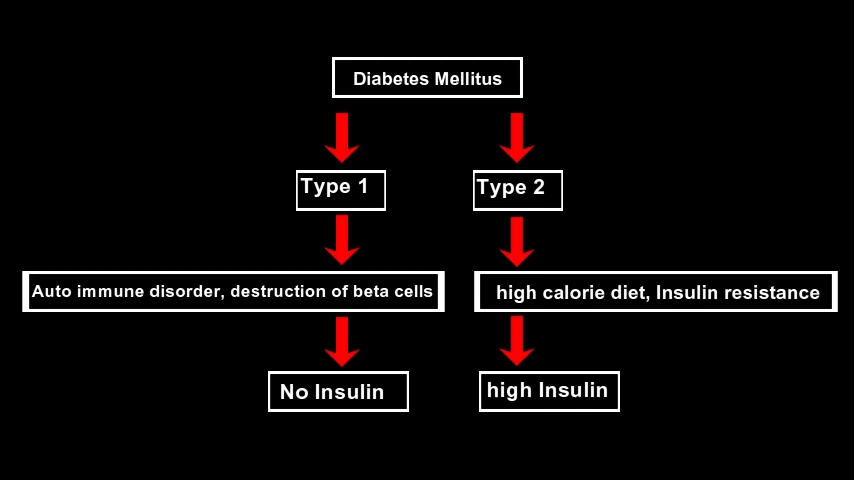 Diabetes Mellitus
Type 1
Type 2
Auto immune disorder, destruction of beta cells
high calorie diet, Insulin resistance
No Insulin
high Insulin